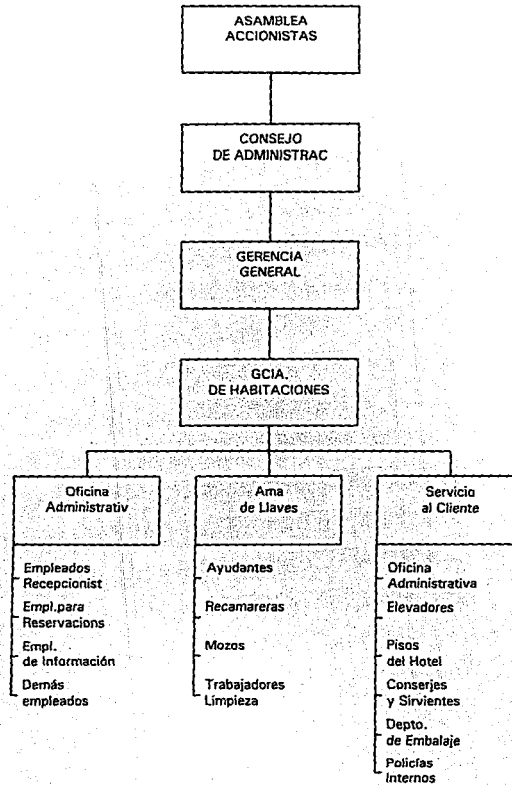 ASAMBLEA
ACCIONISTAS
CONSEJO
DE ADMINISTRAC
GERENCIA
GENERAL
GCIA.
DE HABITACIONES
Oficina
Administrativ
Empleados
Recepcionist
Empl.para
Reservacions
Empl.
de Información
Demás
empleados
Ama
de Llaves
Ayudantes
Recamareras
Mozos
Trabajadores
Limpieza
Servicio
al Cliente
Oficina
Administrativa
Elevadores
Pisos
del Hotel
Conserjes
y Sirvientes
Depto.
de Embalaje
Policías
Internos